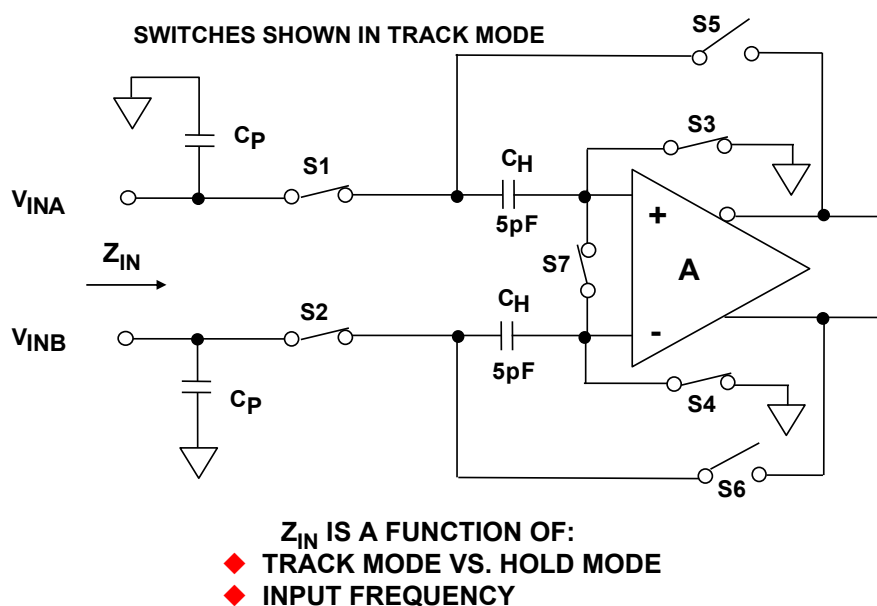 SWITCHES SHOWN IN TRACK MODE
S5
CP
S1
CH
S3
VINA
5pF
+
ZIN
S7
A
S2
CH
-
VINB
5pF
CP
S4
S6
ZIN IS A FUNCTION OF:
TRACK MODE VS. HOLD MODE
INPUT FREQUENCY